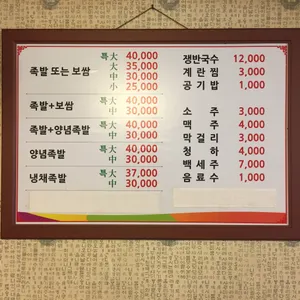 족발 또는 보쌈
특大 40,000
大 35,000
中 30,000
小 25,000
족발+보쌈
특大 40,000
中 30,000
족발+양념족발
특大 40,000
中 30,000
양념족발
특大 40,000
中 30,000
냉채족발
특大 37,000
中 30,000
쟁반국수 12,000
계란찜 3,000
공기밥 1,000
소주 3,000
맥주 4,000
막걸리 3,000
청하 4,000
백세주 7,000
음료수 1,000